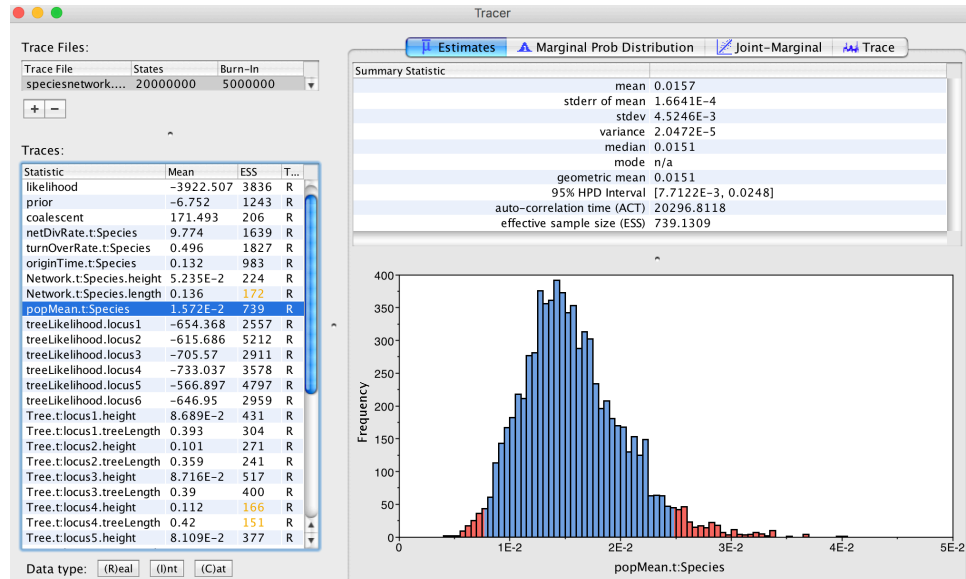 Tracer
Trace Files:
Trace File States Burn-In
speciesnetwork.... 20000000 5000000
+ −
Traces:
Statistic Mean ESS T...
likelihood −3922.507 3836 R
prior −6.752 1243 R
coalescent 171.493 206 R
netDivRate.t:Species 9.774 1639 R
turnOverRate.t:Species 0.496 1827 R
originTime.t:Species 0.132 983 R
Network.t:Species.height 5.235E−2 224 R
Network.t:Species.length 0.136 172 R
popMean.t:Species 1.572E−2 739 R
treeLikelihood.locus1 −654.368 2557 R
treeLikelihood.locus2 −615.686 5212 R
treeLikelihood.locus3 −705.57 2911 R
treeLikelihood.locus4 −733.037 3578 R
treeLikelihood.locus5 −566.897 4797 R
treeLikelihood.locus6 −646.95 2959 R
Tree.t:locus1.height 8.689E−2 431 R
Tree.t:locus1.treeLength 0.393 304 R
Tree.t:locus2.height 0.101 271 R
Tree.t:locus2.treeLength 0.359 241 R
Tree.t:locus3.height 8.716E−2 517 R
Tree.t:locus3.treeLength 0.39 400 R
Tree.t:locus4.height 0.112 166 R
Tree.t:locus4.treeLength 0.42 151 R
Tree.t:locus5.height 8.109E−2 377 R
Data type: (R)eal (I)nt (C)at
Estimates Marginal Prob Distribution Joint-Marginal Trace
Summary Statistic
mean 0.0157
stderr of mean 1.6641E-4
stdev 4.5246E-3
variance 2.0472E-5
median 0.0151
mode n/a
geometric mean 0.0151
95% HPD Interval [7.7122E-3, 0.0248]
auto-correlation time (ACT) 20296.8118
effective sample size (ESS) 739.1309
400
350
300
250
200
150
100
50
0
Frequency
0 1E-2 2E-2 3E-2 4E-2 5E-2
popMean.t:Species